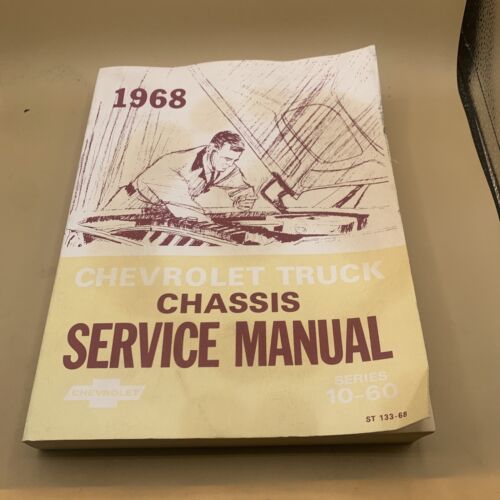 1968
CHEVROLET TRUCK
CHASSIS
SERVICE MANUAL
SERIES
10-60
CHEVROLET
ST 133-68